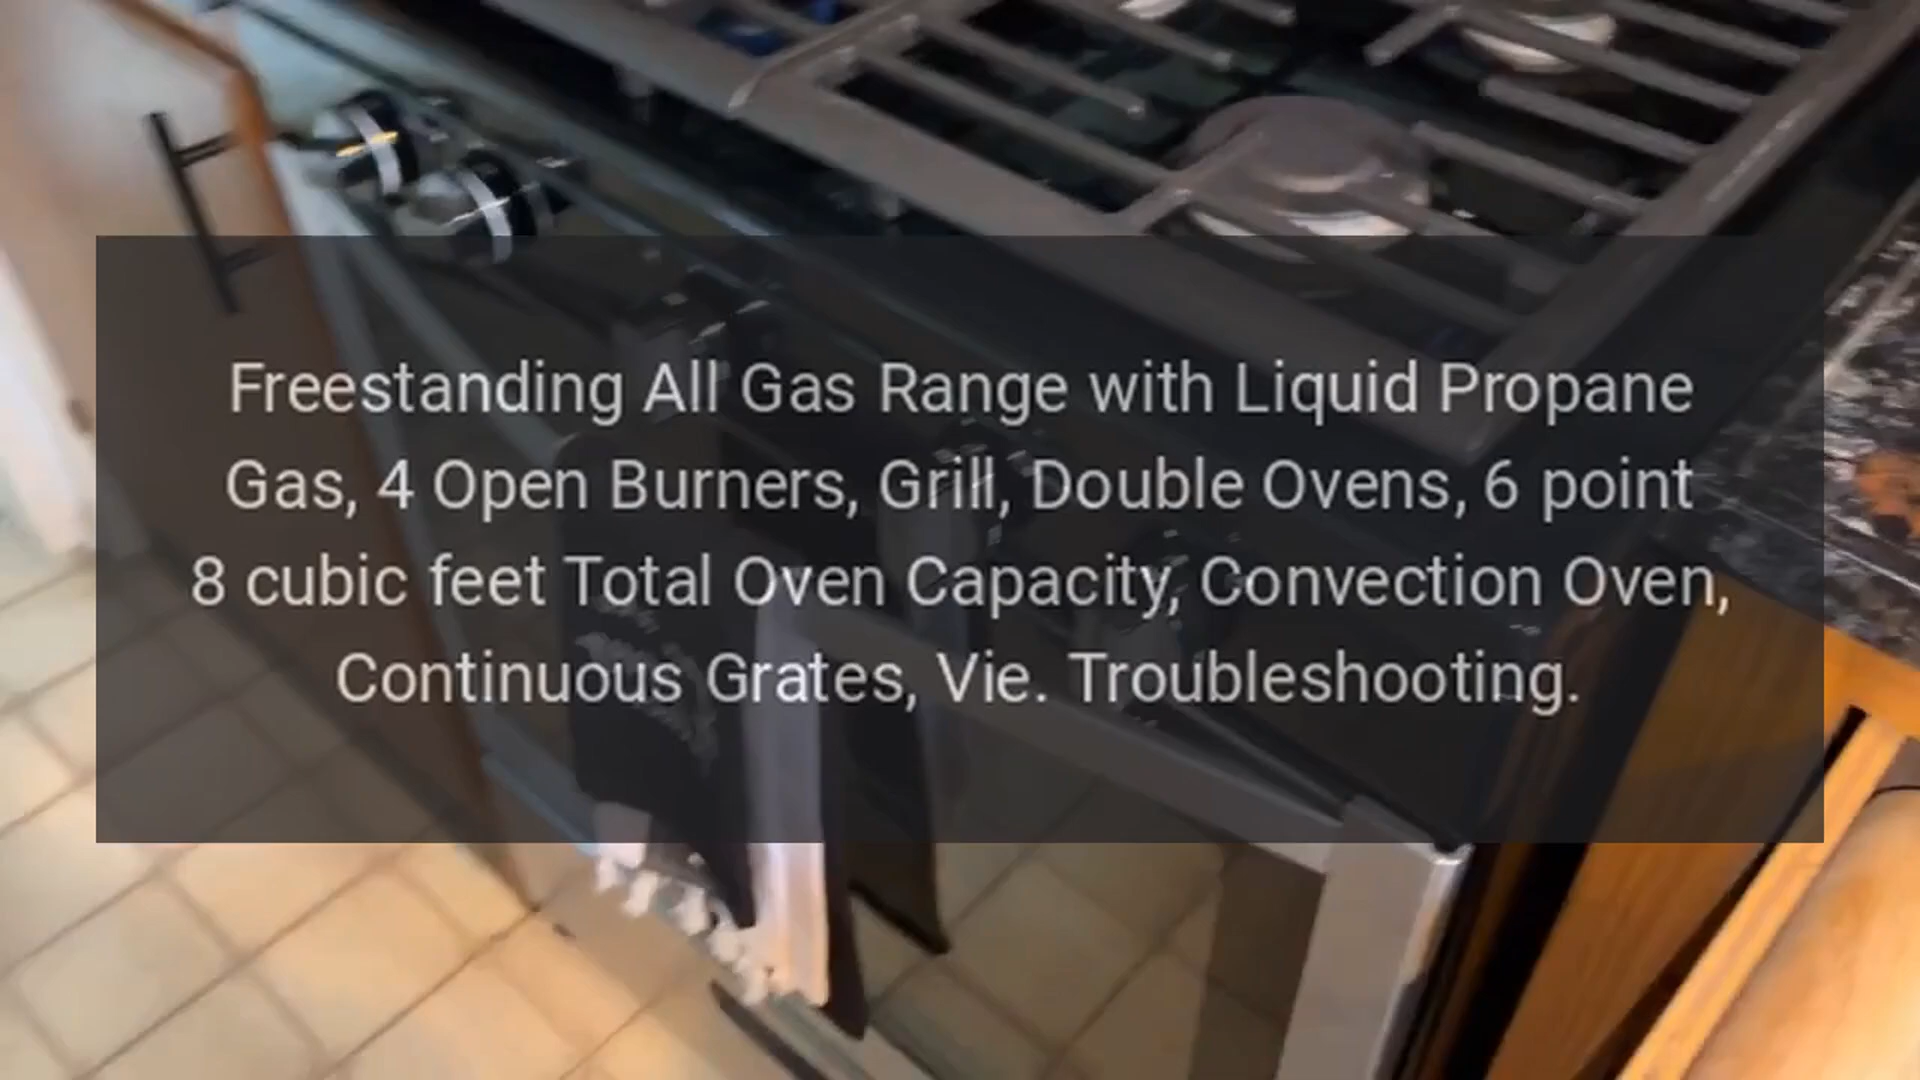 Freestanding All Gas Range with Liquid Propane
Gas, 4 Open Burners, Grill, Double Ovens, 6 point
8 cubic feet Total Oven Capacity, Convection Oven,
Continuous Grates, Vie. Troubleshooting.